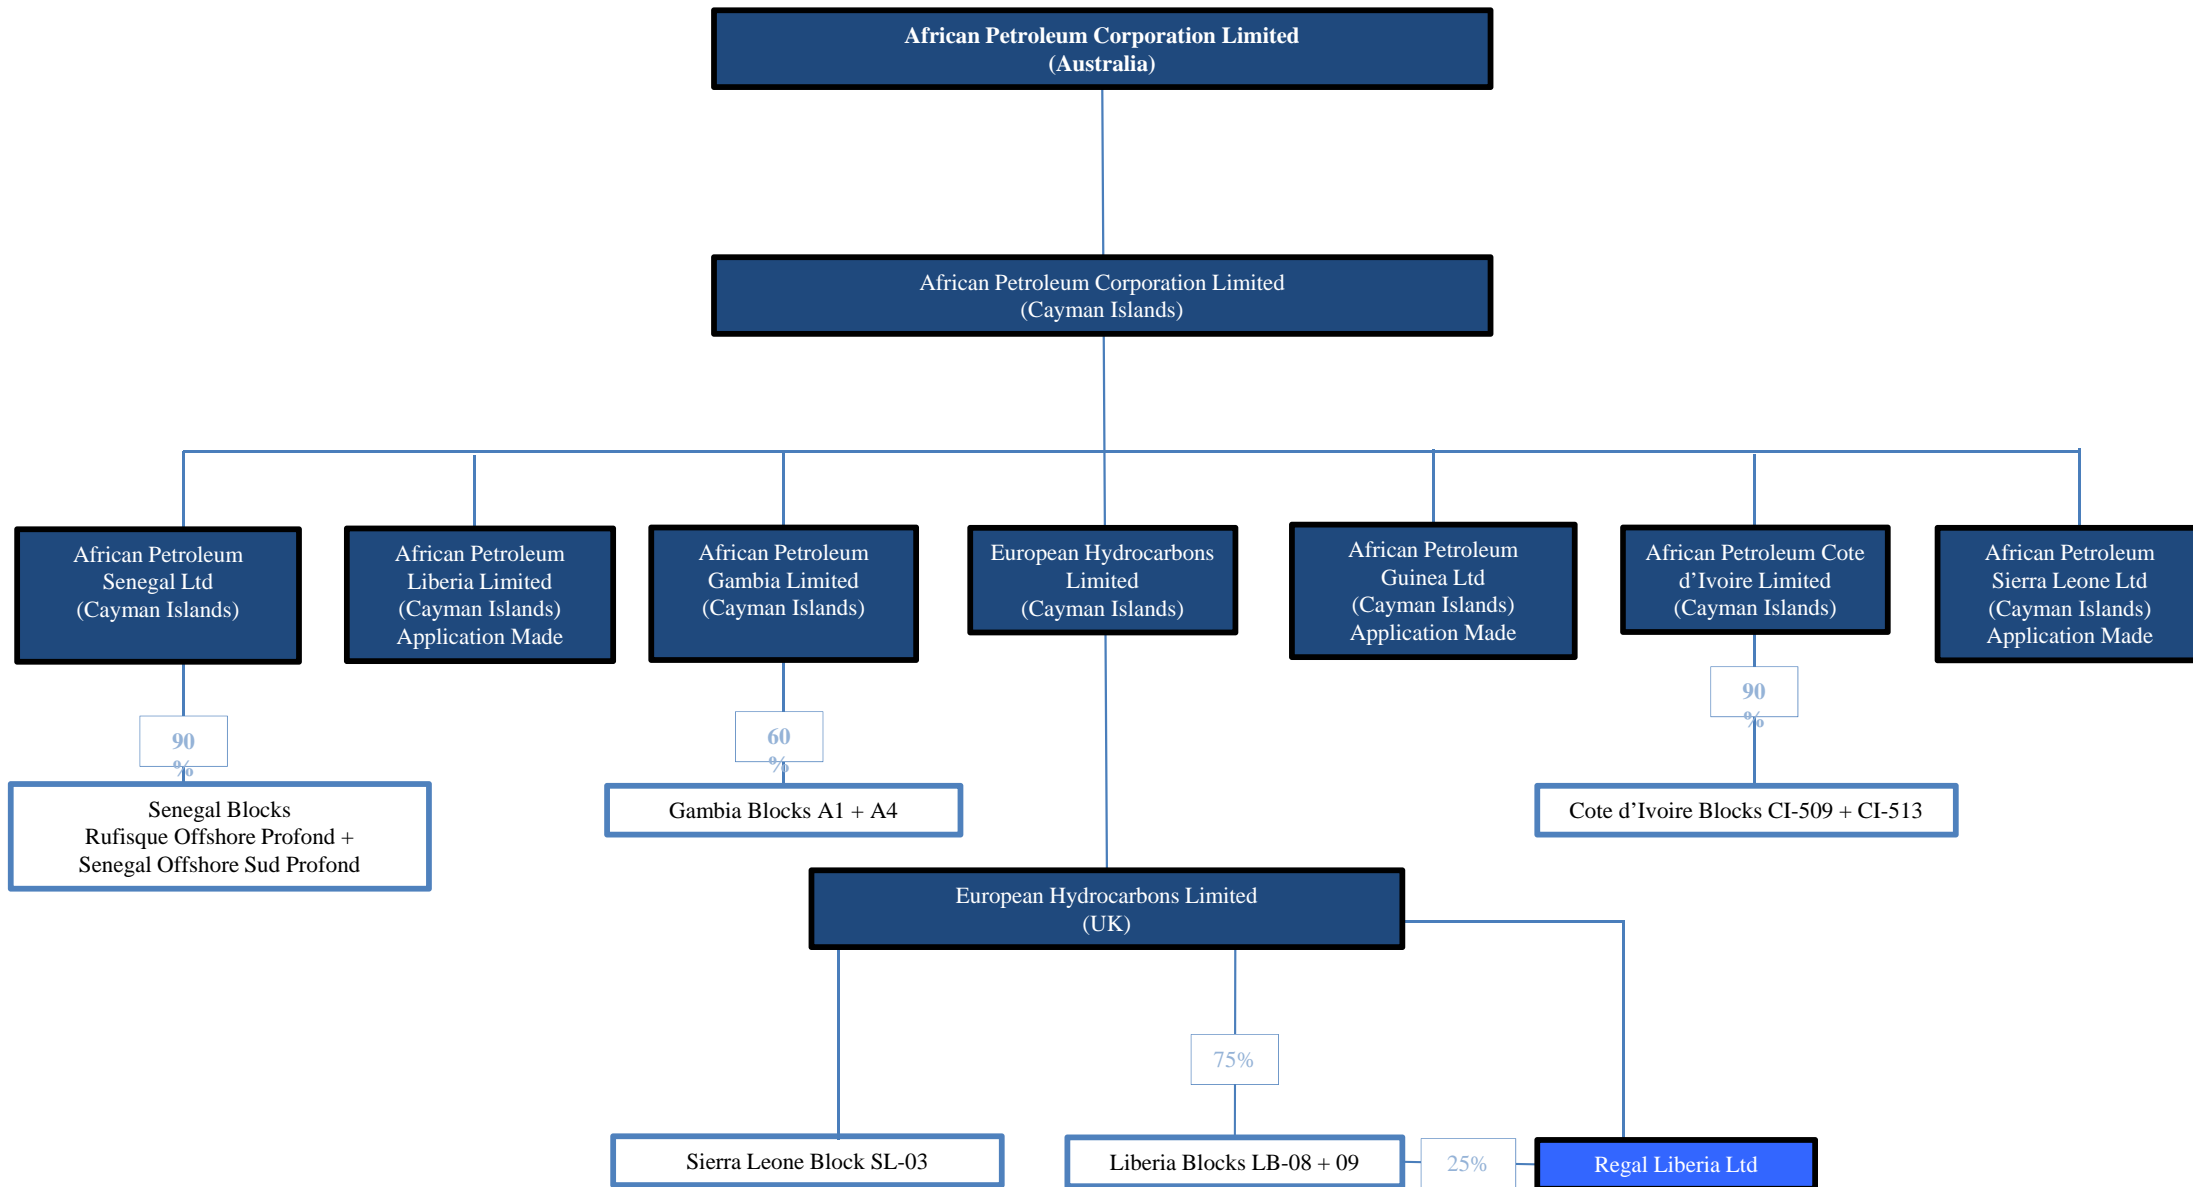 African Petroleum Corporation Limited
(Australia)
African Petroleum Corporation Limited
(Cayman Islands)
African Petroleum
Senegal Ltd
(Cayman Islands)
African Petroleum
Liberia Limited
(Cayman Islands)
Application Made
African Petroleum
Gambia Limited
(Cayman Islands)
European Hydrocarbons
Limited
(Cayman Islands)
African Petroleum
Guinea Ltd
(Cayman Islands)
Application Made
African Petroleum Cote
d’Ivoire Limited
(Cayman Islands)
African Petroleum
Sierra Leone Ltd
(Cayman Islands)
Application Made
90
%
60
%
90
%
Senegal Blocks
Rufisque Offshore Profond +
Senegal Offshore Sud Profond
Gambia Blocks A1 + A4
Cote d’Ivoire Blocks CI-509 + CI-513
European Hydrocarbons Limited
(UK)
75%
Sierra Leone Block SL-03
Liberia Blocks LB-08 + 09
25%
Regal Liberia Ltd